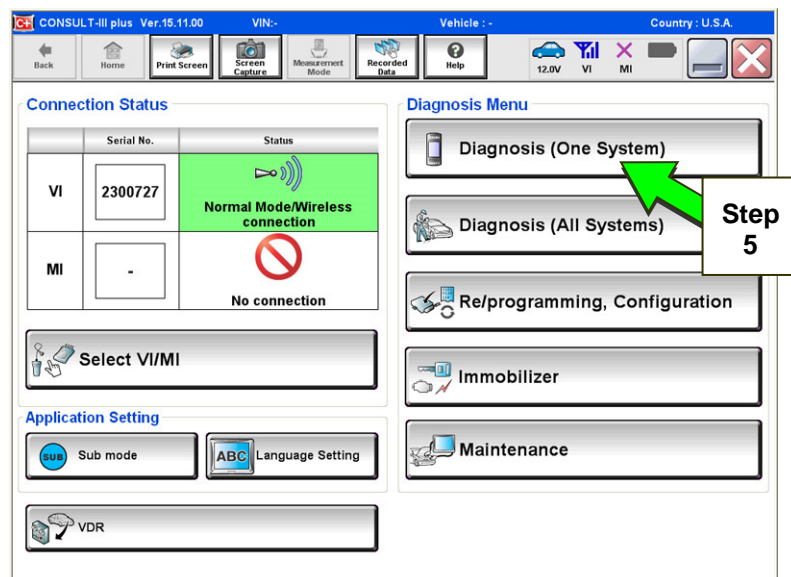 C+ CONSULT-III plus Ver.15.11.00 VIN:- Vehicle : - Country : U.S.A.
Back
Home
Print Screen
Screen
Capture
Measurement
Mode
Recorded
Data
Help
12.0V
VI
MI
Connection Status
Serial No.
Status
VI
2300727
Normal Mode/Wireless
connection
MI
-
No connection
Select VI/MI
Application Setting
SUB
Sub mode
ABC
Language Setting
VDR
Diagnosis Menu
Diagnosis (One System)
Step
5
Diagnosis (All Systems)
Re/programming, Configuration
Immobilizer
Maintenance